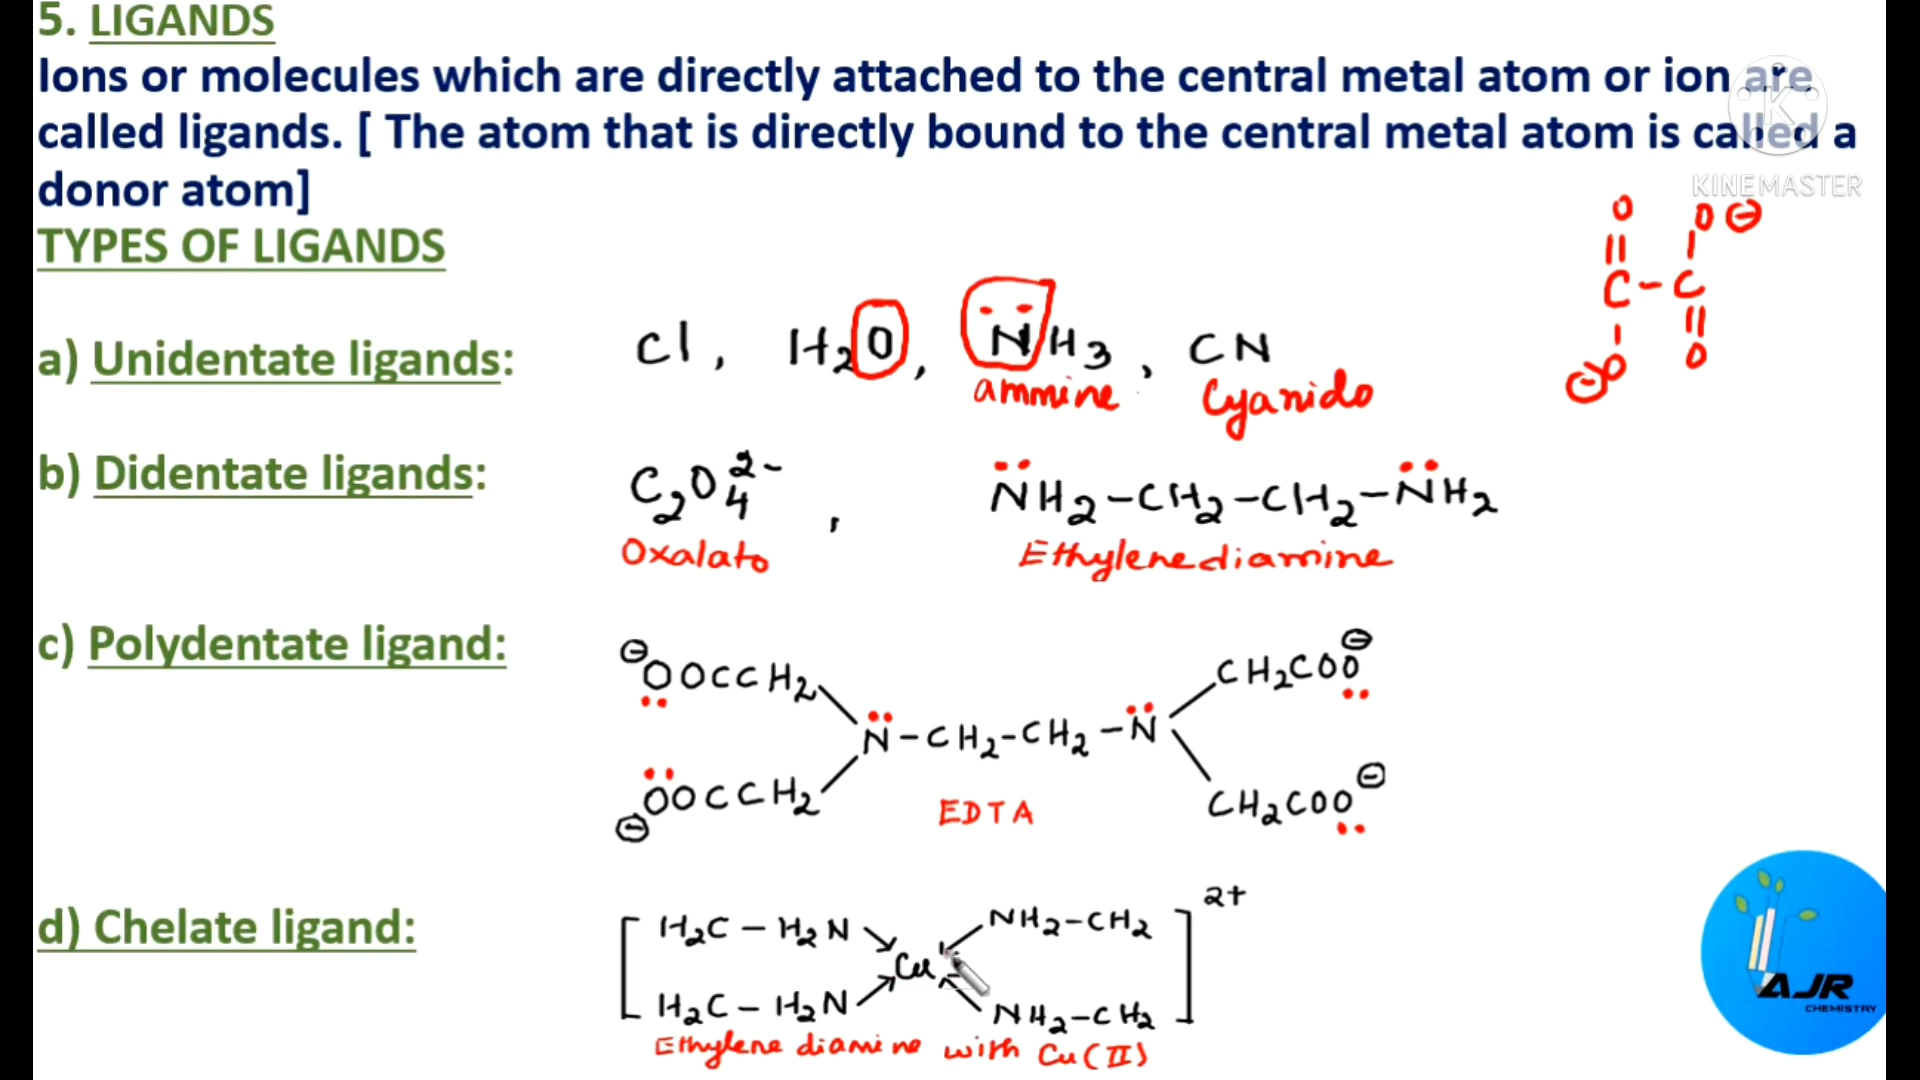 5. LIGANDS
Ions or molecules which are directly attached to the central metal atom or ion are
called ligands. [ The atom that is directly bound to the central metal atom is called a
donor atom]
KINEMASTER
TYPES OF LIGANDS
O O⊖
C-C
⊖O O
a) Unidentate ligands: Cl, H2O, NH3, CN
ammine Cyanido
b) Didentate ligands: C2O4 2-, NH2-CH2-CH2-NH2
Oxalato Ethylenediamine
c) Polydentate ligand:
⊖OOCCH2 CH2COO⊖
N-CH2-CH2-N
⊖OOCCH2 CH2COO⊖
EDTA
d) Chelate ligand:
[ ]2+
H2C-H2N NH2-CH2
Cu
H2C-H2N NH2-CH2
Ethylene diamine with Cu(II)
AJR
CHEMISTRY